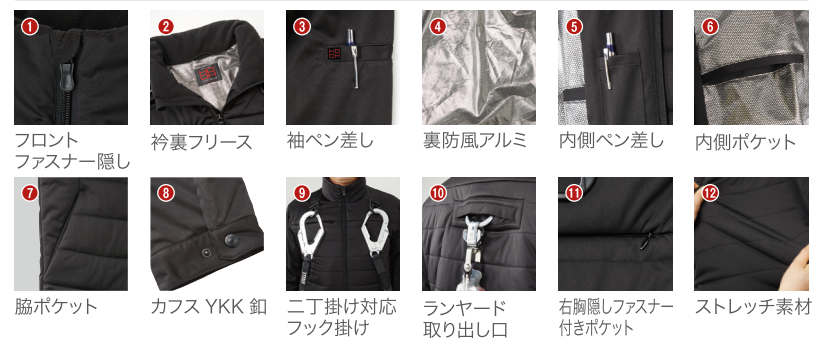 1
2
3
4
5
6
フロント
ファスナー隠し
衿裏フリース
袖ペン差し
裏防風アルミ
内側ペン差し
内側ポケット
7
8
9
10
11
12
脇ポケット
カフス YKK 釦
二丁掛け対応
フック掛け
ランヤード
取り出し口
右胸隠しファスナー
付きポケット
ストレッチ素材